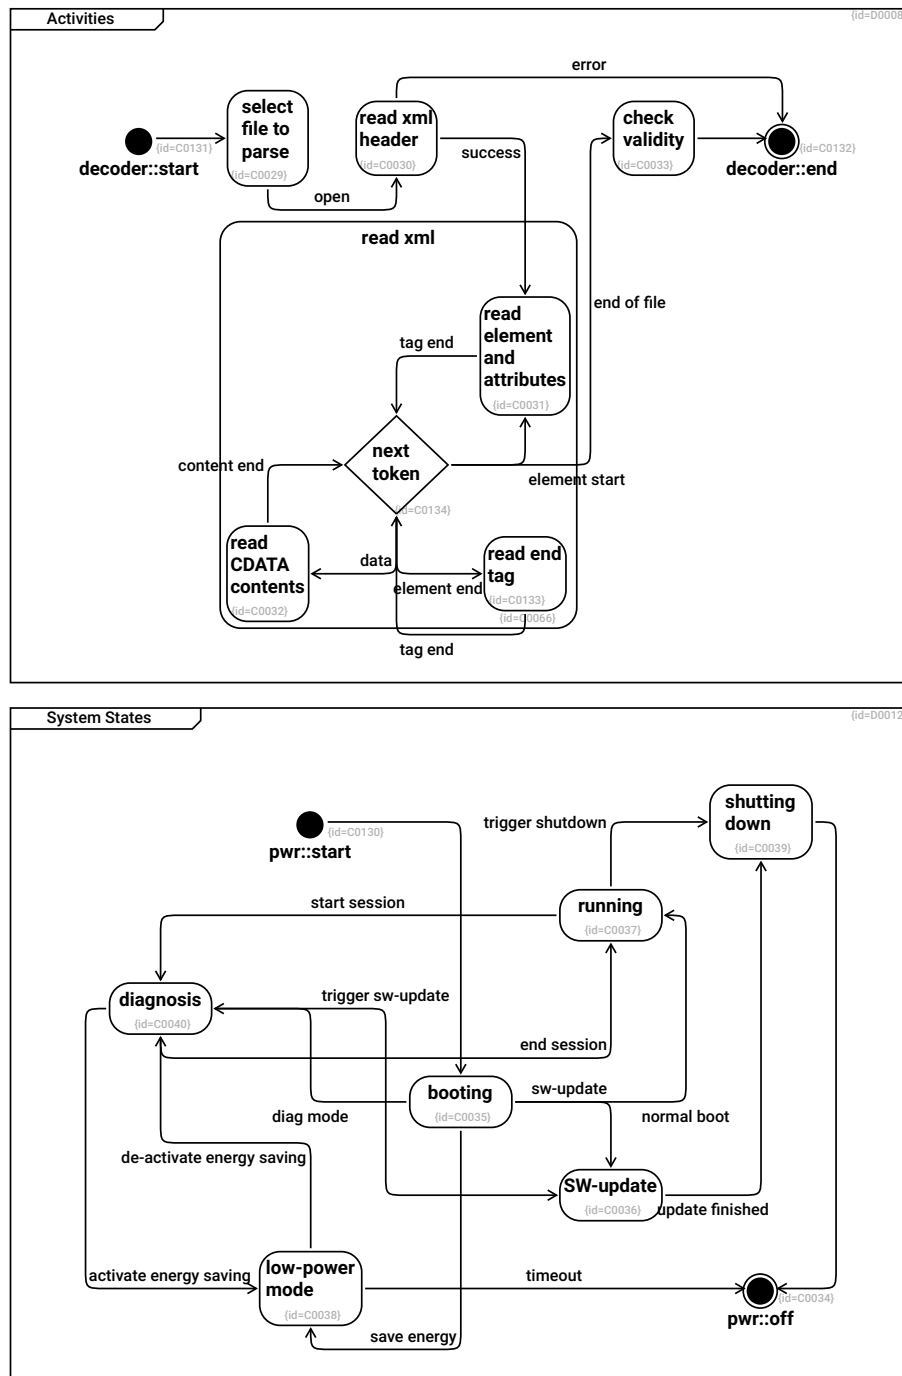 Activities
{id=D0008
error
select
file to
parse
{id=C0029}
read xml
header
{id=C0030}
check
validity
{id=C0033}
{id=C0131}
decoder::start
success
{id=C0132}
decoder::end
open
read xml
end of file
read
element
and
attributes
{id=C0031}
tag end
next
token
{id=C0134}
content end
element start
read
CDATA
contents
{id=C0032}
data
element end
read end
tag
{id=C0133}
{id=C0066}
tag end
System States
{id=D0012
shutting
down
{id=C0039}
trigger shutdown
{id=C0130}
pwr::start
start session
running
{id=C0037}
diagnosis
{id=C0040}
trigger sw-update
end session
booting
{id=C0035}
sw-update
diag mode
normal boot
de-activate energy saving
SW-update
{id=C0036}
update finished
activate energy saving
low-power
mode
{id=C0038}
timeout
{id=C0034}
pwr::off
save energy